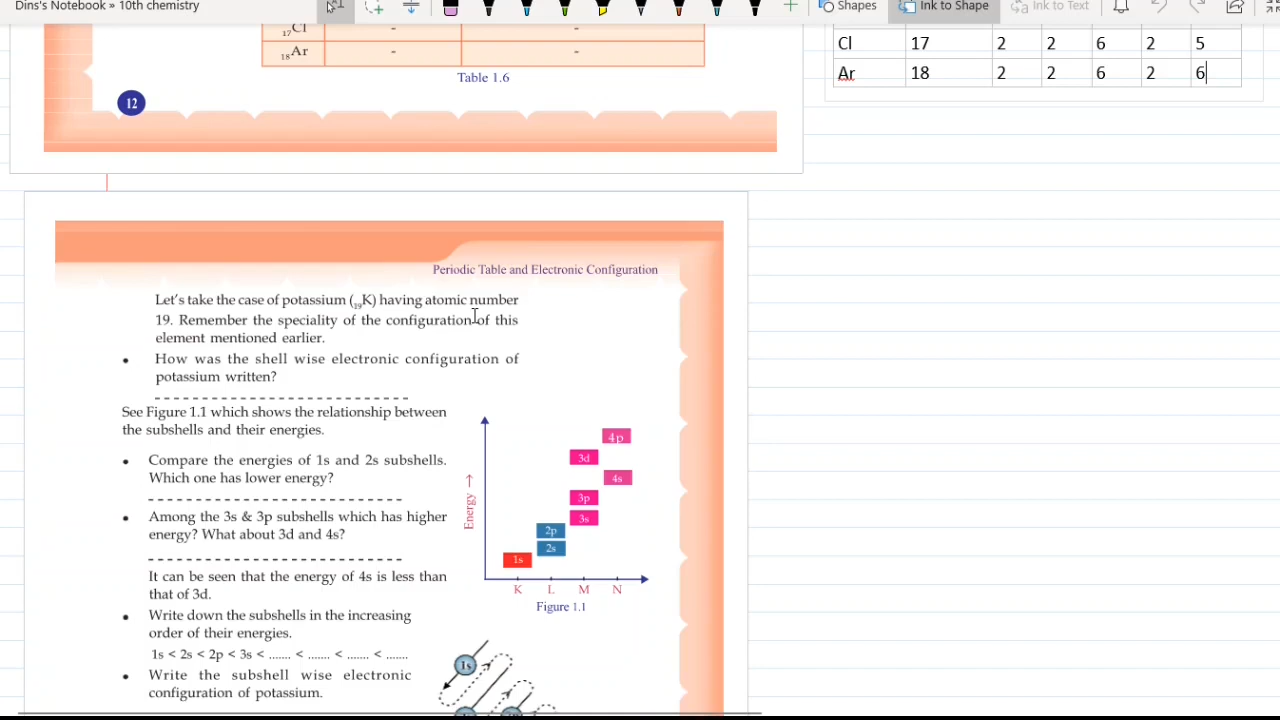 Dins's Notebook » 10th chemistry
Shapes
Ink to Shape
Ink to Text
17Cl - -
18Ar - -
Table 1.6
12
Cl 17 2 2 6 2 5
Ar 18 2 2 6 2 6
Periodic Table and Electronic Configuration
Let's take the case of potassium (19K) having atomic number
19. Remember the speciality of the configuration of this
element mentioned earlier.
• How was the shell wise electronic configuration of
potassium written?
See Figure 1.1 which shows the relationship between
the subshells and their energies.
• Compare the energies of 1s and 2s subshells.
Which one has lower energy?
• Among the 3s & 3p subshells which has higher
energy? What about 3d and 4s?
It can be seen that the energy of 4s is less than
that of 3d.
• Write down the subshells in the increasing
order of their energies.
1s < 2s < 2p < 3s < ....... < ....... < ....... < .......
• Write the subshell wise electronic
configuration of potassium.
Energy →
4p
3d
4s
3p
3s
2p
2s
1s
K L M N
Figure 1.1
1s